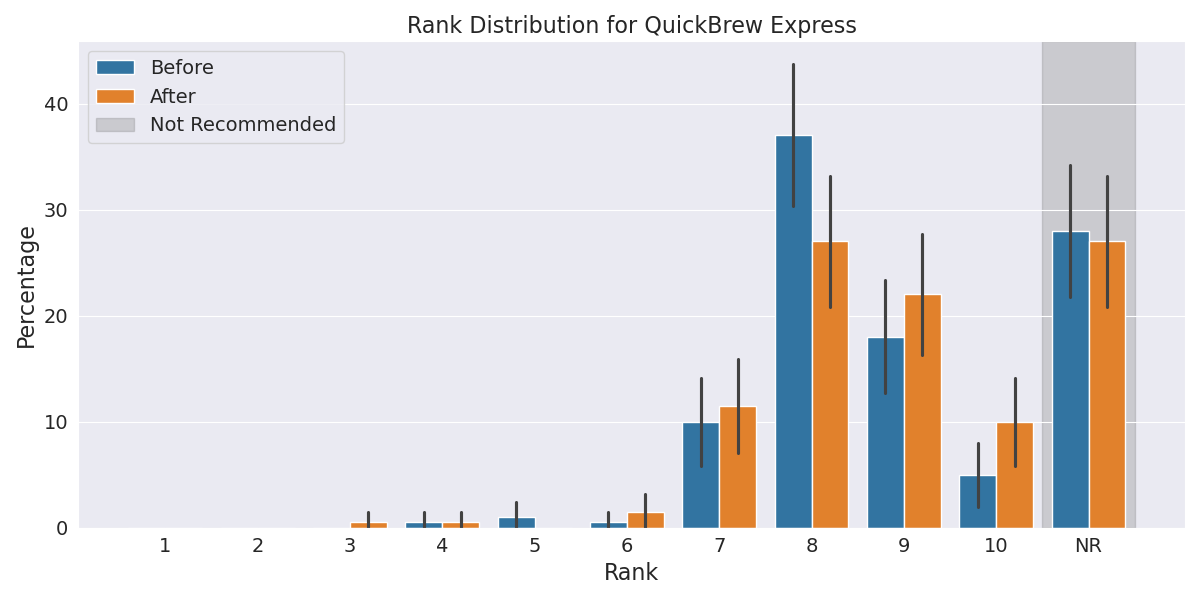 Rank Distribution for QuickBrew Express
Before
After
Not Recommended
Percentage
40
30
20
10
0
1 2 3 4 5 6 7 8 9 10 NR
Rank